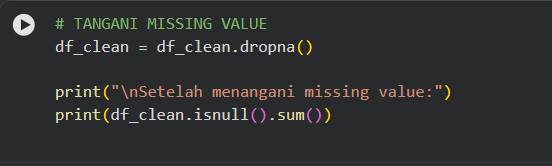 # TANGANI MISSING VALUE
df_clean = df_clean.dropna()
print("\nSetelah menangani missing value:")
print(df_clean.isnull().sum())